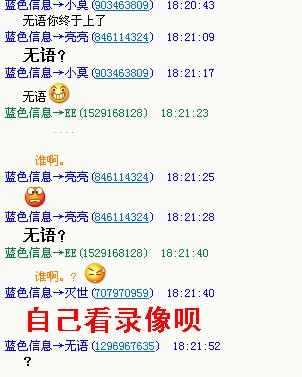 蓝色信息→小莫(903463809)  18:20:43
无语你终于上了
蓝色信息→亮亮(846114324)  18:21:09
无语?
蓝色信息→小莫(903463809)  18:21:17
无语
蓝色信息→EE(1529168128)  18:21:23
....
谁啊。
蓝色信息→亮亮(846114324)  18:21:25
蓝色信息→亮亮(846114324)  18:21:28
无语?
蓝色信息→EE(1529168128)  18:21:40
谁啊。?
蓝色信息→灭世(707970959)  18:21:40
自己看录像呗
蓝色信息→无语(1296967635)  18:21:52
?